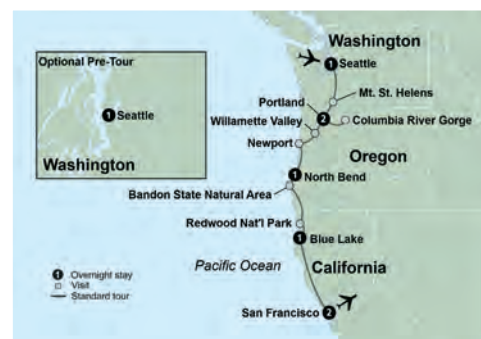 Optional Pre-Tour
1 Seattle
Washington
Washington
1 Seattle
Mt. St. Helens
Portland
2
Columbia River Gorge
Willamette Valley
Newport
Oregon
1 North Bend
Bandon State Natural Area
Redwood Nat'l Park
1 Blue Lake
Pacific Ocean
California
1 Overnight stay
Visit
Standard tour
San Francisco 2